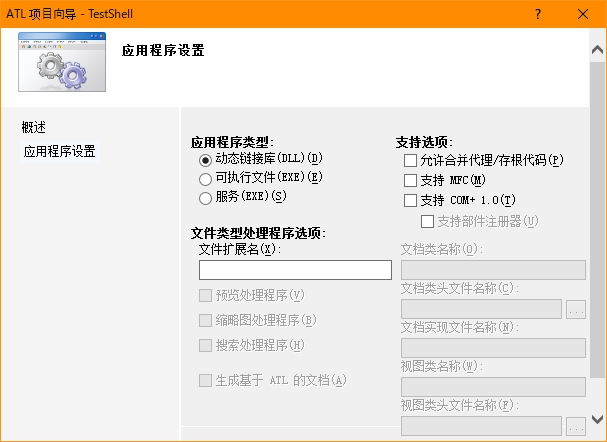 ATL 项目向导 - TestShell
应用程序设置
概述
应用程序设置
应用程序类型:
动态链接库(DLL)(D)
可执行文件(EXE)(E)
服务(EXE)(S)
文件类型处理程序选项:
文件扩展名(X):
预览处理程序(V)
缩略图处理程序(B)
搜索处理程序(H)
生成基于 ATL 的文档(A)
支持选项:
允许合并代理/存根代码(P)
支持 MFC(M)
支持 COM+ 1.0(T)
支持部件注册器(U)
文档类名称(O):
文档类头文件名称(C):
...
文档实现文件名称(N):
视图类名称(W):
视图类头文件名称(F):
...